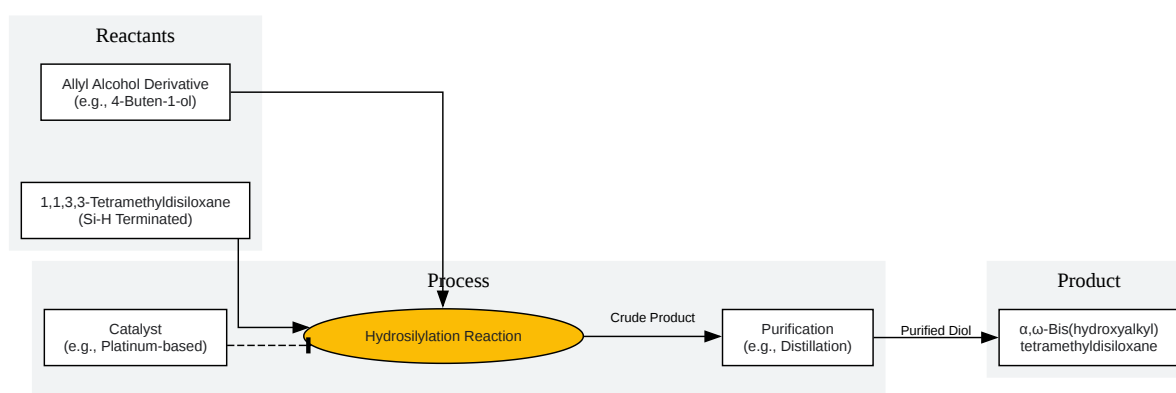 Reactants
Allyl Alcohol Derivative
(e.g., 4-Buten-1-ol)
1,1,3,3-Tetramethyldisiloxane
(Si-H Terminated)
Process
Catalyst
(e.g., Platinum-based)
Hydrosilylation Reaction
Crude Product
Purification
(e.g., Distillation)
Purified Diol
Product
α,ω-Bis(hydroxyalkyl)
tetramethyldisiloxane